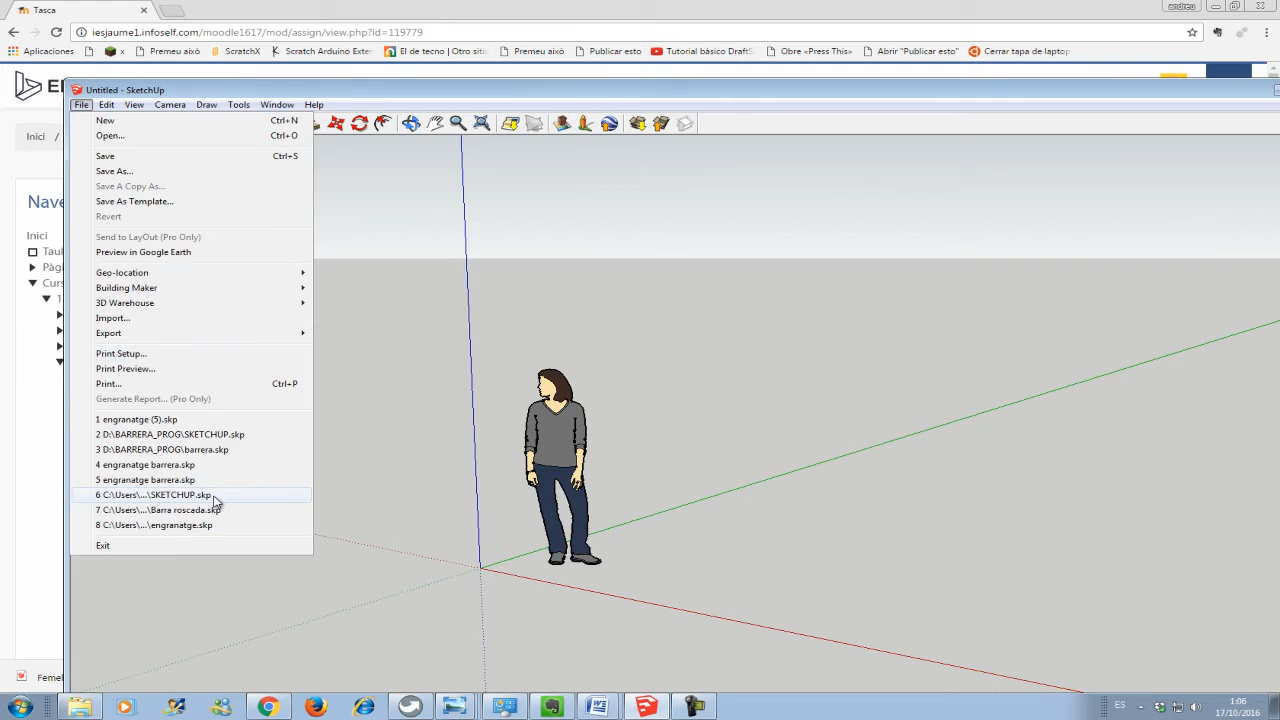 Tasca
andreu
iesjaume1.infoself.com/moodle1617/mod/assign/view.php?id=119779
Aplicaciones
x
Premeu això
ScratchX
Scratch Arduino Exter
El de tecno | Otro siti
Premeu això
Publicar esto
Tutorial básico DraftS
Core «Press This»
Abrir "Publicar esto"
Cerrar tapa de laptop
Untitled - SketchUp
File Edit View Camera Draw Tools Window Help
New Ctrl+N
Open... Ctrl+O
Save Ctrl+S
Save As...
Save A Copy As...
Save As Template...
Revert
Send to LayOut (Pro Only)
Preview in Google Earth
Geo-location
Building Maker
3D Warehouse
Import...
Export
Print Setup...
Print Preview...
Print... Ctrl+P
Generate Report... (Pro Only)
1 engranatge (5).skp
2 D:\BARRERA_PROG\SKETCHUP.skp
3 D:\BARRERA_PROG\barrera.skp
4 engranatge barrera.skp
5 engranatge barrera.skp
6 C:\Users\...\SKETCHUP.skp
7 C:\Users\...\Barra roscada.skp
8 C:\Users\...\engranatge.skp
Exit
Inici /
Nave
Inici
Taul
Pàgi
Curs
1
Femel
ES
1:06
17/10/2016